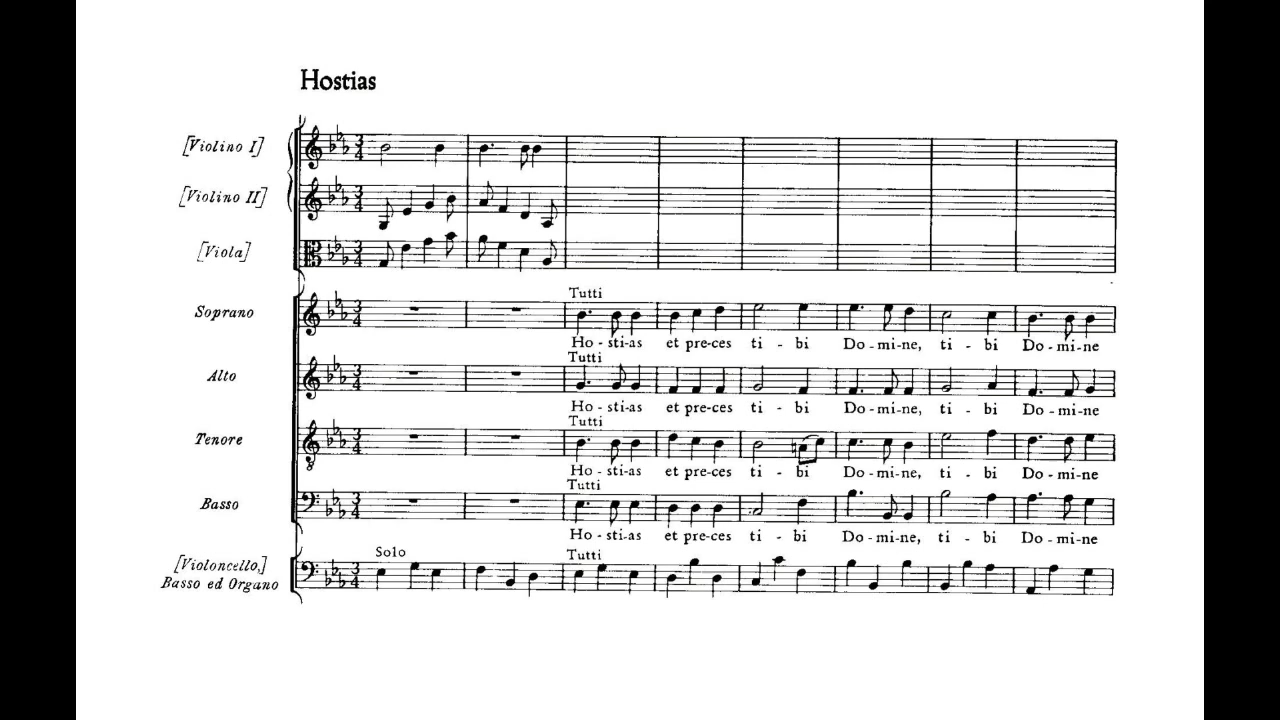 Hostias
[Violino I]
[Violino II]
[Viola]
Tutti
Soprano
Ho - sti-as et pre-ces ti - bi Do - mi - ne, ti - bi Do - mi - ne
Tutti
Alto
Ho - sti-as et pre-ces ti - bi Do - mi - ne, ti - bi Do - mi - ne
Tutti
Tenore
Ho - sti-as et pre-ces ti - bi Do - mi - ne, ti - bi Do - mi - ne
Tutti
Basso
Ho - sti-as et pre-ces ti - bi Do - mi - ne, ti - bi Do - mi - ne
Solo Tutti
[Violoncello,]
Basso ed Organo